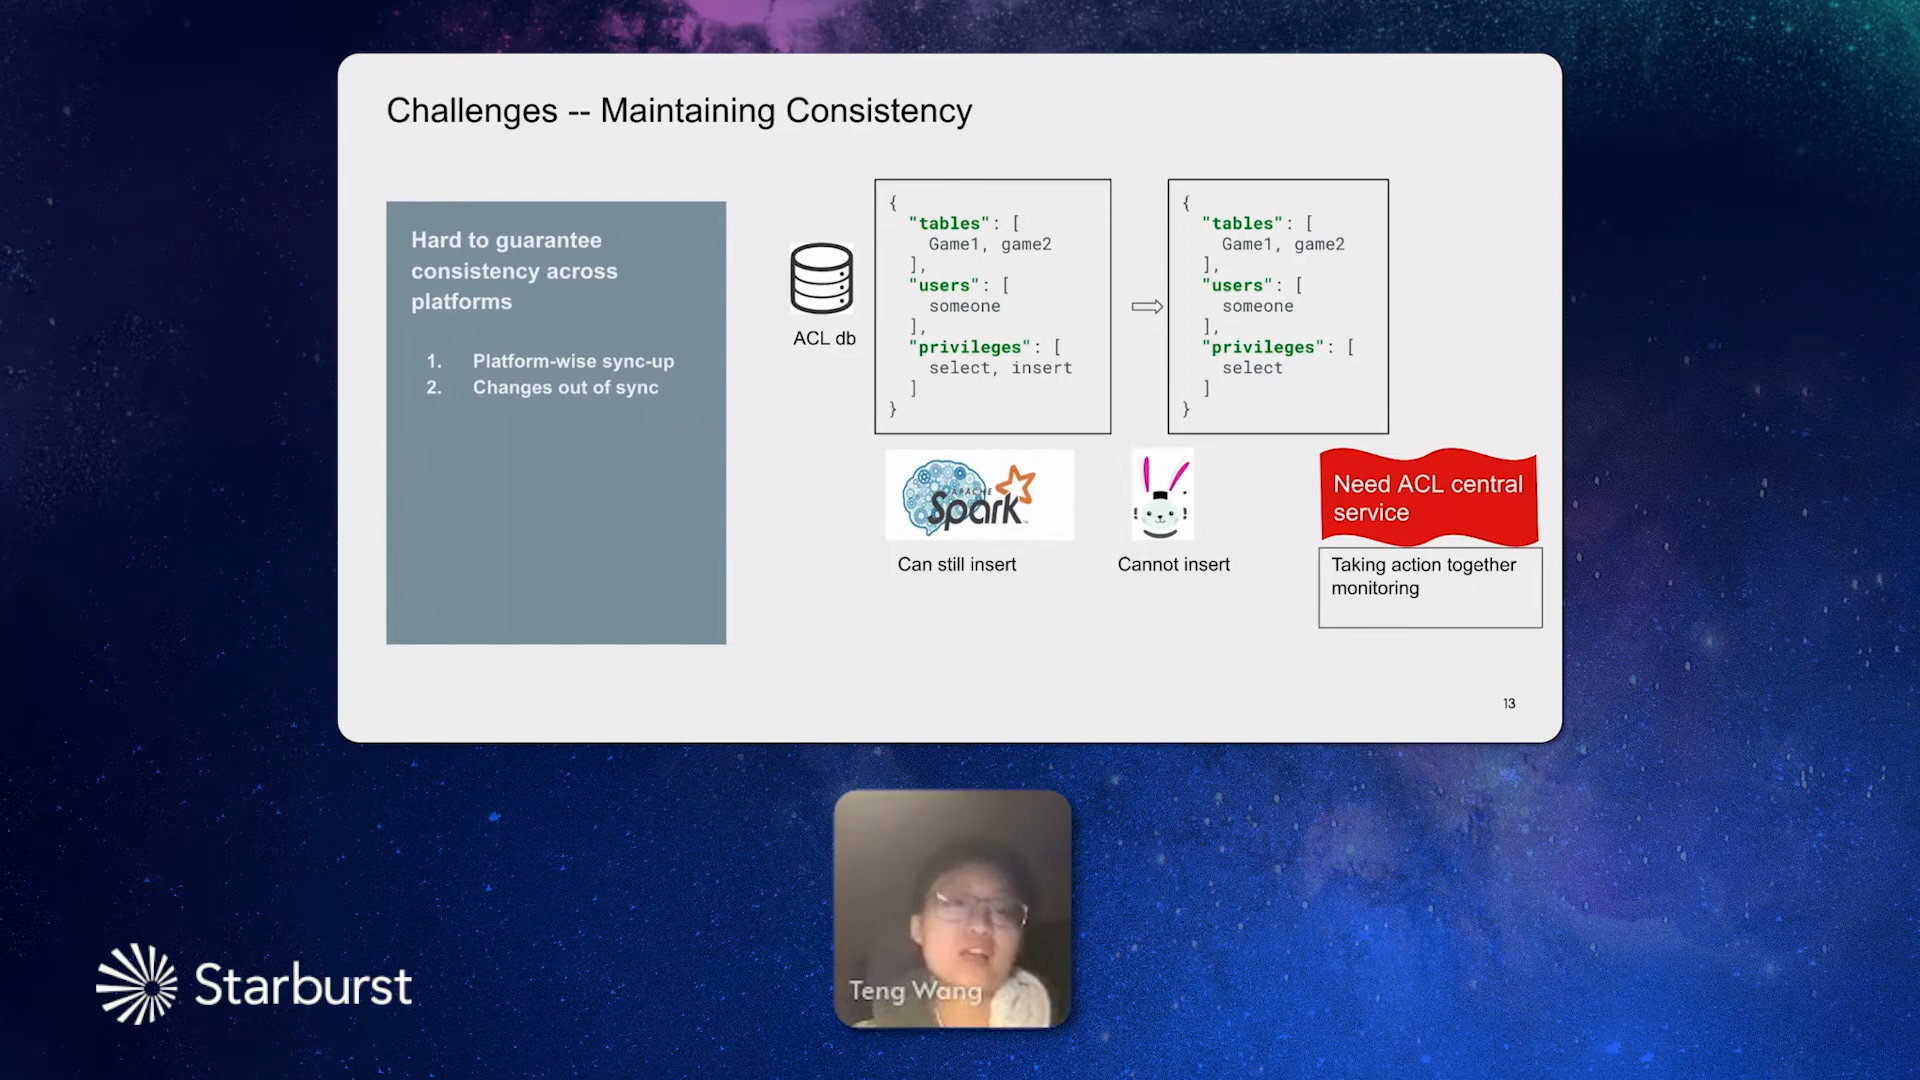 Challenges -- Maintaining Consistency
Hard to guarantee
consistency across
platforms
1. Platform-wise sync-up
2. Changes out of sync
ACL db
{
"tables": [
Game1, game2
],
"users": [
someone
],
"privileges": [
select, insert
]
}
{
"tables": [
Game1, game2
],
"users": [
someone
],
"privileges": [
select
]
}
APACHE
Spark
Can still insert
Cannot insert
Need ACL central
service
Taking action together
monitoring
13
Teng Wang
Starburst